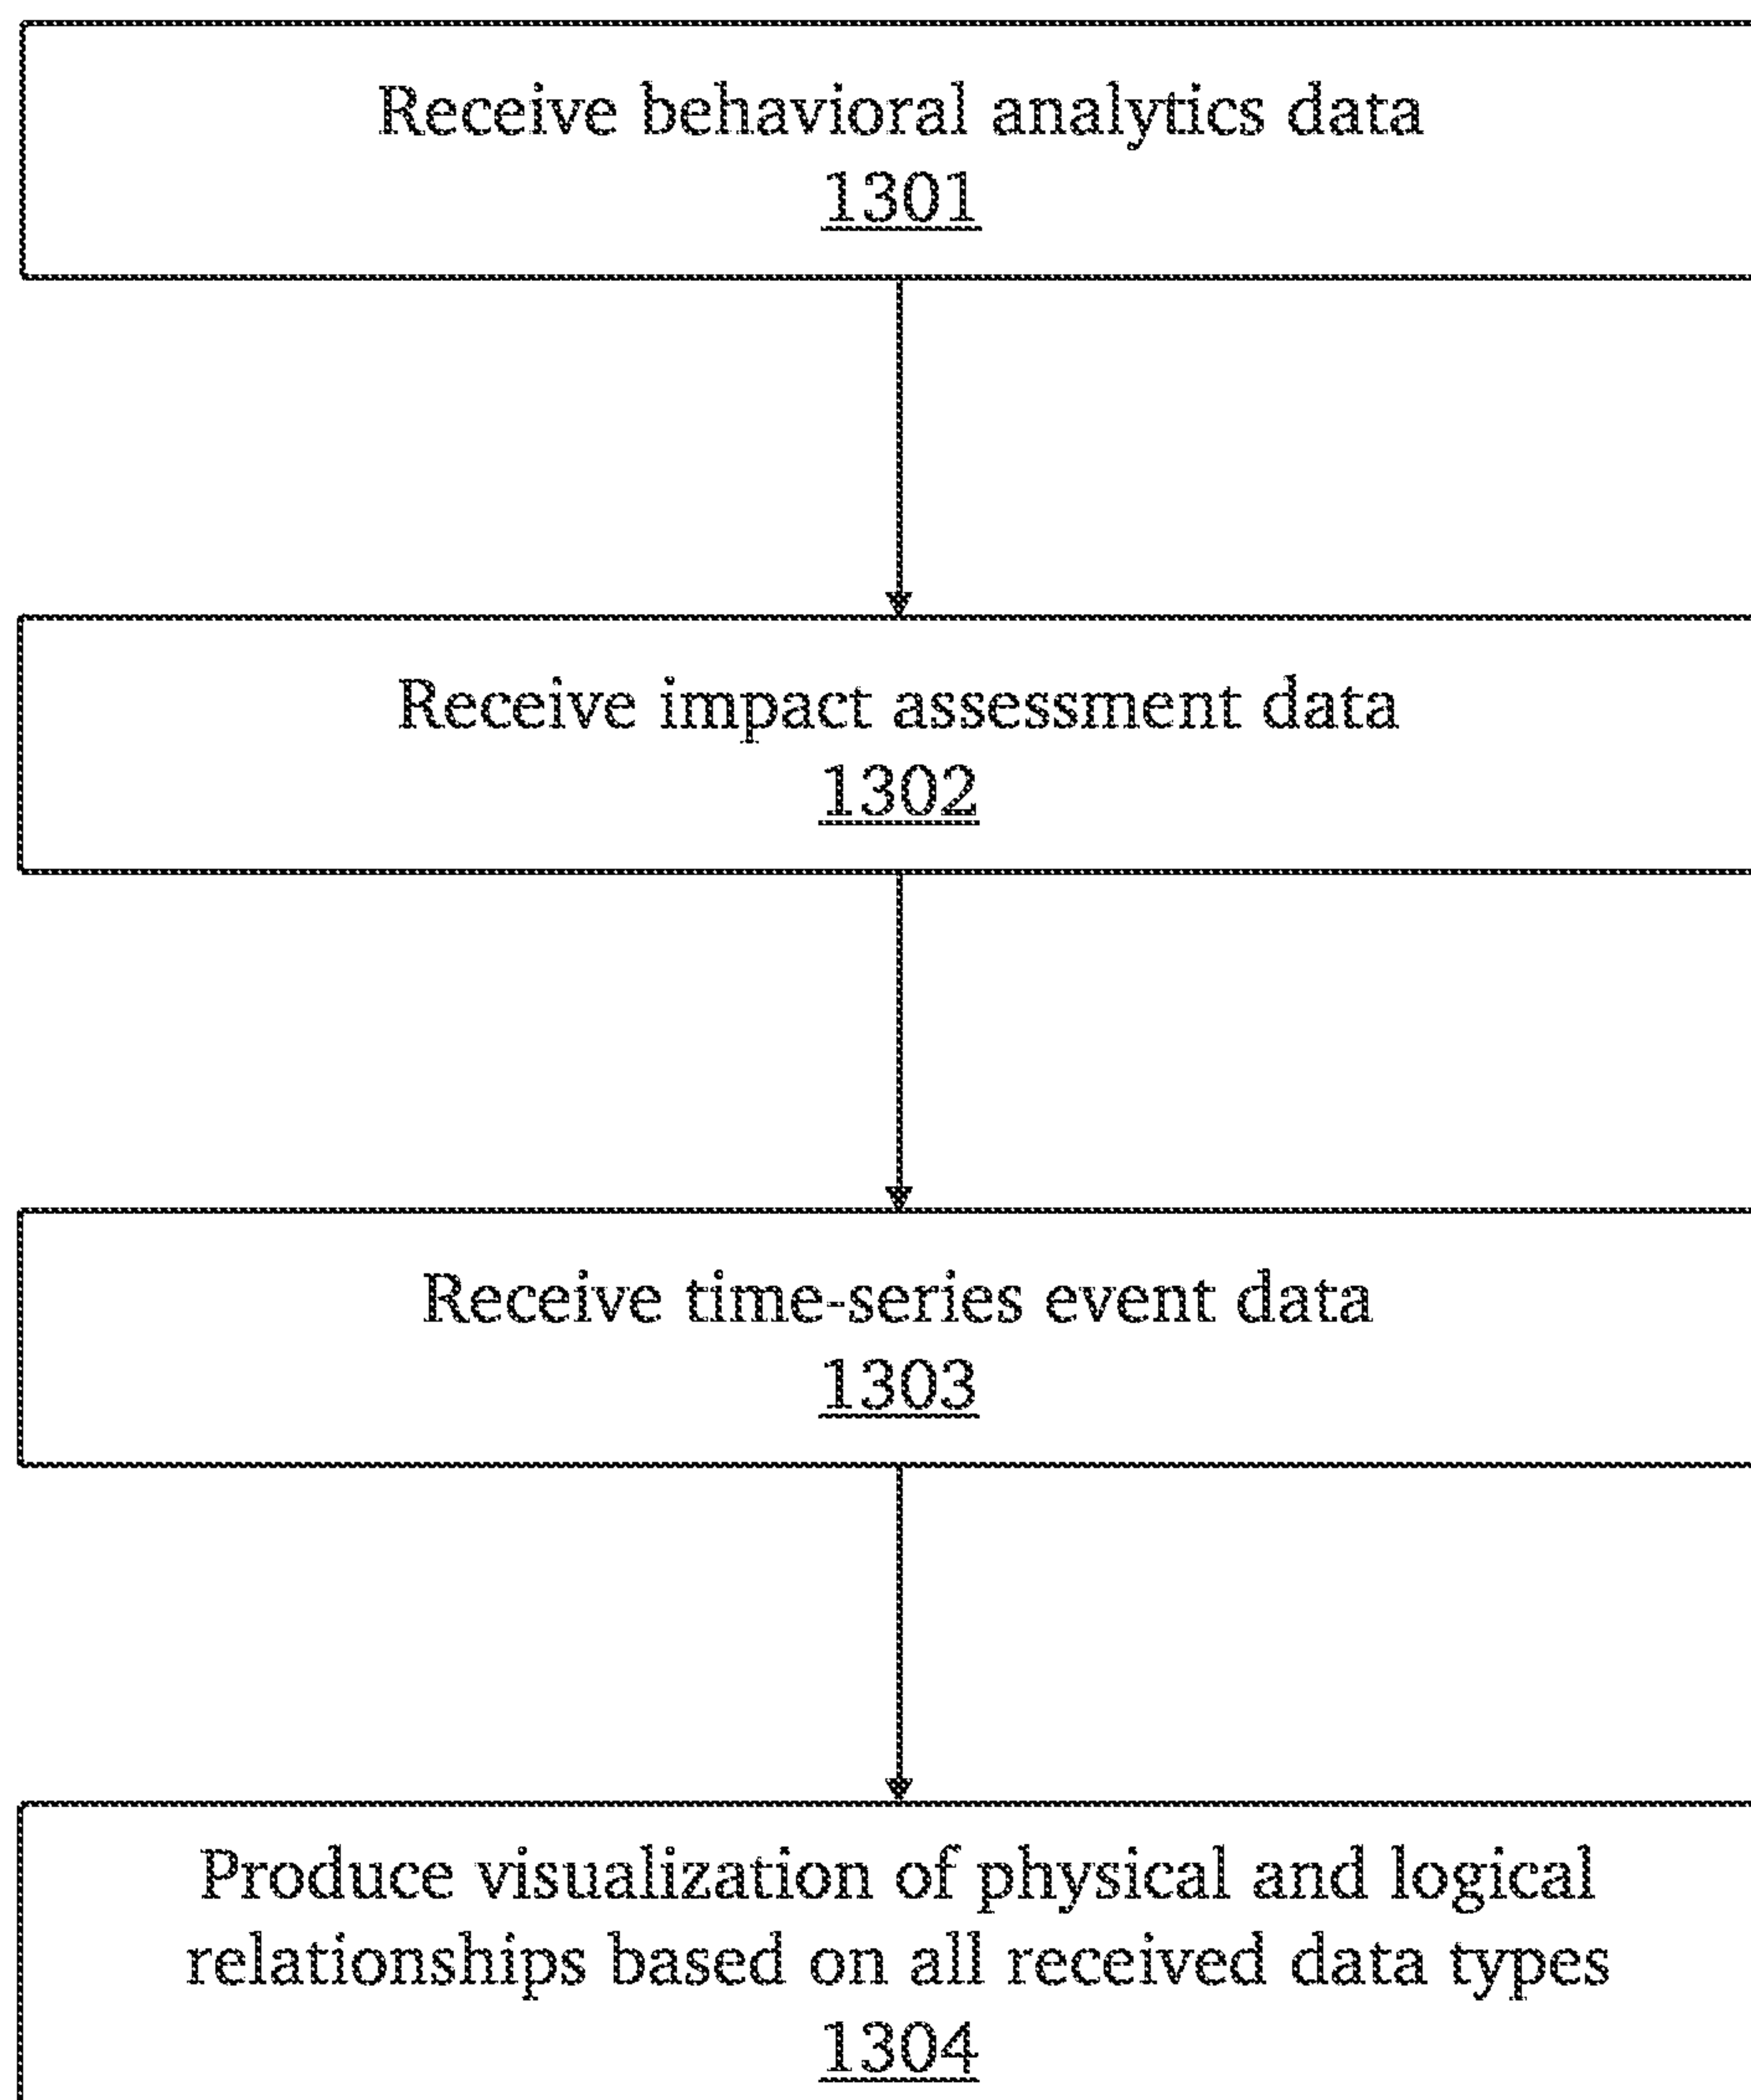 Receive behavioral analytics data
1301
Receive impact assessment data
1302
Receive time-series event data
1303
Produce visualization of physical and logical
relationships based on all received data types
1304